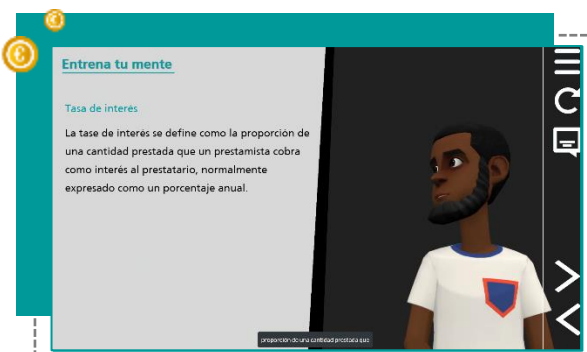 Entrena tu mente
Tasa de interés
La tase de interés se define como la proporción de
una cantidad prestada que un prestamista cobra
como interés al prestatario, normalmente
expresado como un porcentaje anual.
proporción de una cantidad prestada que